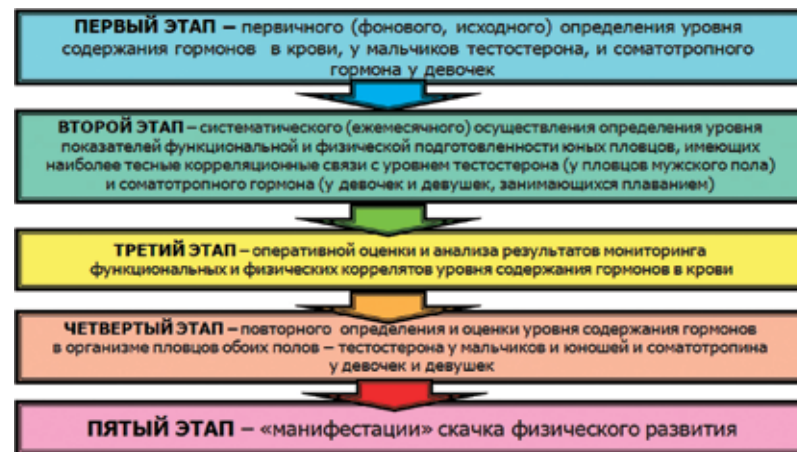 ПЕРВЫЙ ЭТАП – первичного (фонового, исходного) определения уровня
содержания гормонов в крови, у мальчиков тестостерона, и соматотропного
гормона у девочек
ВТОРОЙ ЭТАП – систематического (ежемесячного) осуществления определения уровня
показателей функциональной и физической подготовленности юных пловцов, имеющих
наиболее тесные корреляционные связи с уровнем тестостерона (у пловцов мужского пола)
и соматотропного гормона (у девочек и девушек, занимающихся плаванием)
ТРЕТИЙ ЭТАП – оперативной оценки и анализа результатов мониторинга
функциональных и физических коррелятов уровня содержания гормонов в крови
ЧЕТВЕРТЫЙ ЭТАП – повторного определения и оценки уровня содержания гормонов
в организме пловцов обоих полов – тестостерона у мальчиков и юношей и соматотропина
у девочек и девушек
ПЯТЫЙ ЭТАП – «манифестации» скачка физического развития